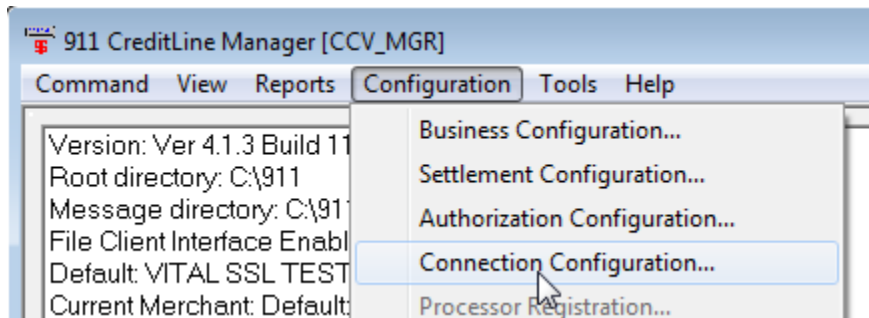 911 CreditLine Manager [CCV_MGR]
Command View Reports Configuration Tools Help
Business Configuration...
Settlement Configuration...
Authorization Configuration...
Connection Configuration...
Processor Registration...
Version: Ver 4.1.3 Build 11
Root directory: C:\911
Message directory: C:\911
File Client Interface Enabl
Default: VITAL SSL TEST
Current Merchant: Default: